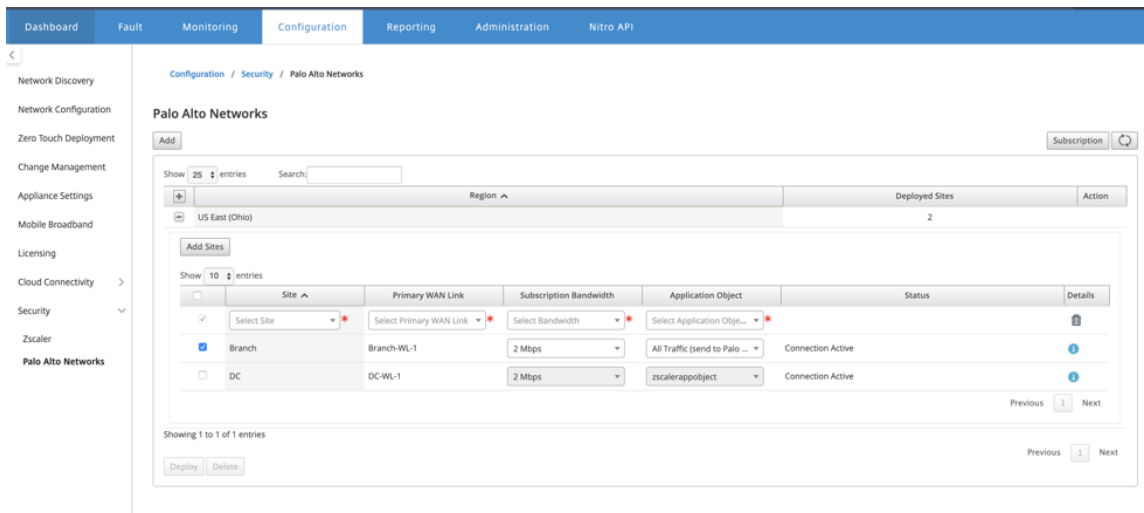 Dashboard Fault Monitoring Configuration Reporting Administration Nitro API
Network Discovery
Network Configuration
Zero Touch Deployment
Change Management
Appliance Settings
Mobile Broadband
Licensing
Cloud Connectivity
Security
Zscaler
Palo Alto Networks
Configuration / Security / Palo Alto Networks
Palo Alto Networks
Add Subscription
Show 25 entries Search:
Region Deployed Sites Action
US East (Ohio) 2
Add Sites
Show 10 entries
Site Primary WAN Link Subscription Bandwidth Application Object Status Details
Select Site * Select Primary WAN Link * Select Bandwidth * Select Application Obje... *
Branch Branch-WL-1 2 Mbps All Traffic (send to Palo ... Connection Active
DC DC-WL-1 2 Mbps zscalerappobject Connection Active
Previous 1 Next
Showing 1 to 1 of 1 entries
Previous 1 Next
Deploy Delete